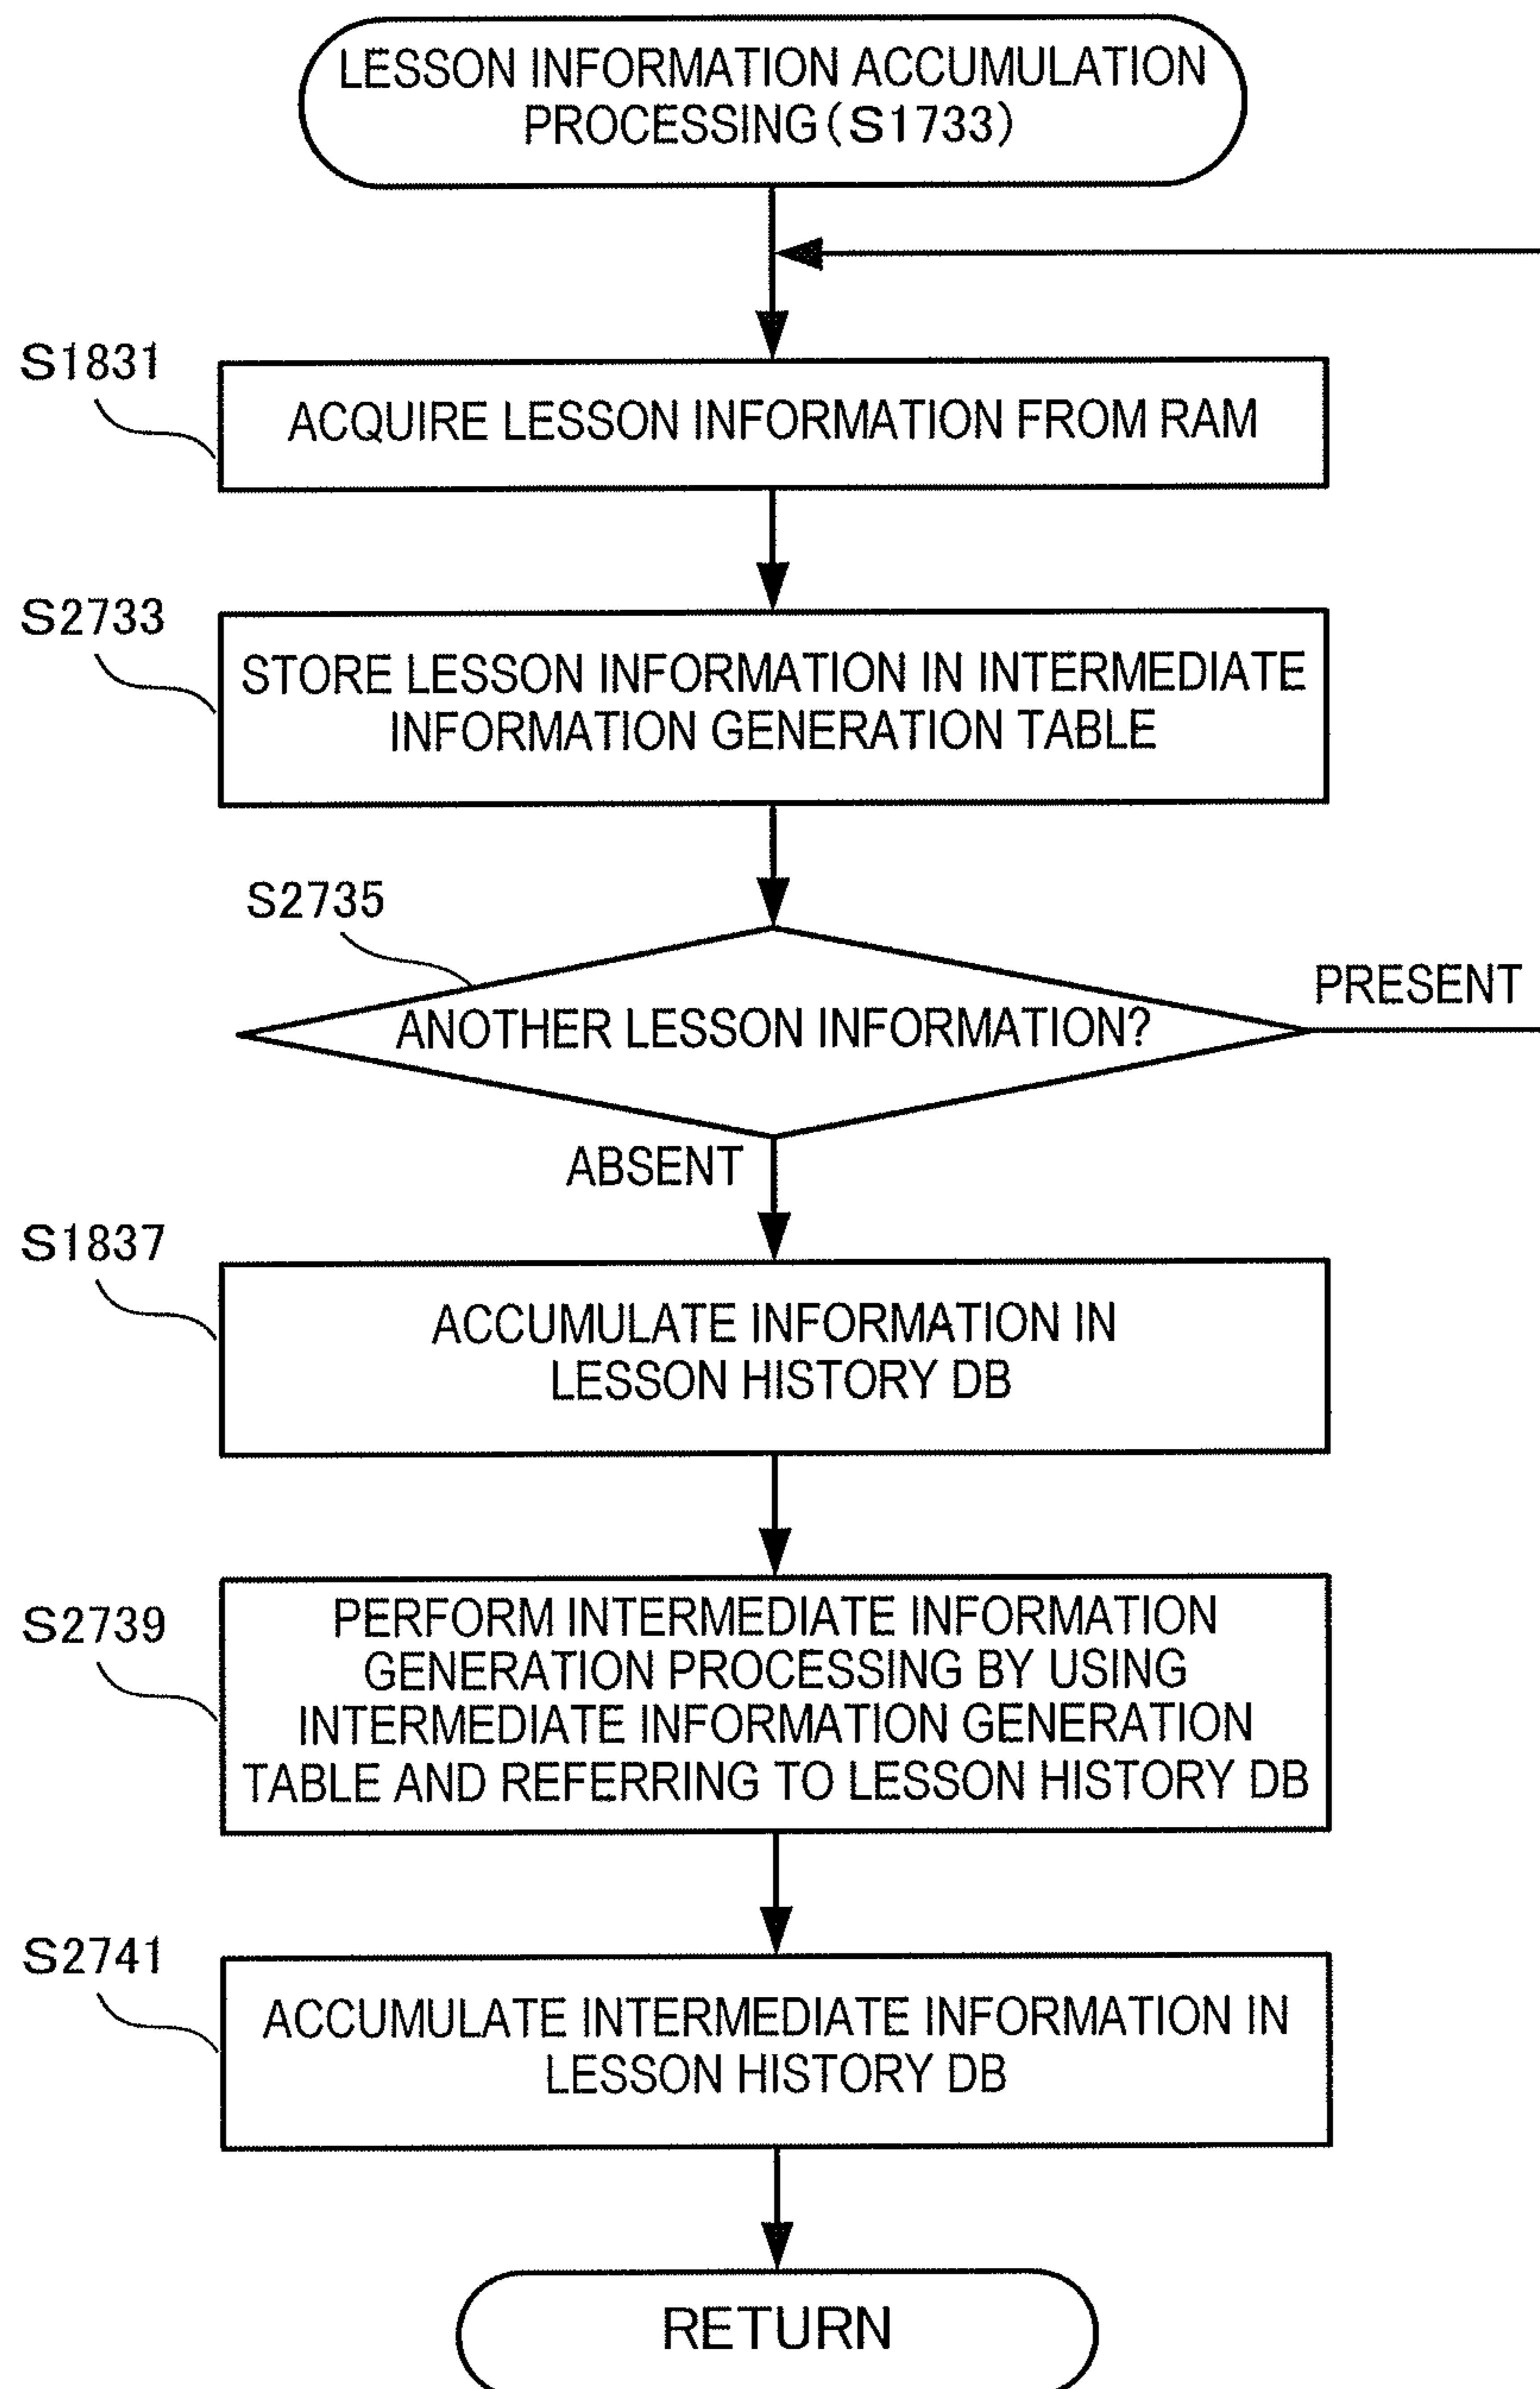 LESSON INFORMATION ACCUMULATION
PROCESSING(S1733)
S1831
ACQUIRE LESSON INFORMATION FROM RAM
S2733
STORE LESSON INFORMATION IN INTERMEDIATE
INFORMATION GENERATION TABLE
S2735
ANOTHER LESSON INFORMATION?
PRESENT
ABSENT
S1837
ACCUMULATE INFORMATION IN
LESSON HISTORY DB
S2739
PERFORM INTERMEDIATE INFORMATION
GENERATION PROCESSING BY USING
INTERMEDIATE INFORMATION GENERATION
TABLE AND REFERRING TO LESSON HISTORY DB
S2741
ACCUMULATE INTERMEDIATE INFORMATION IN
LESSON HISTORY DB
RETURN